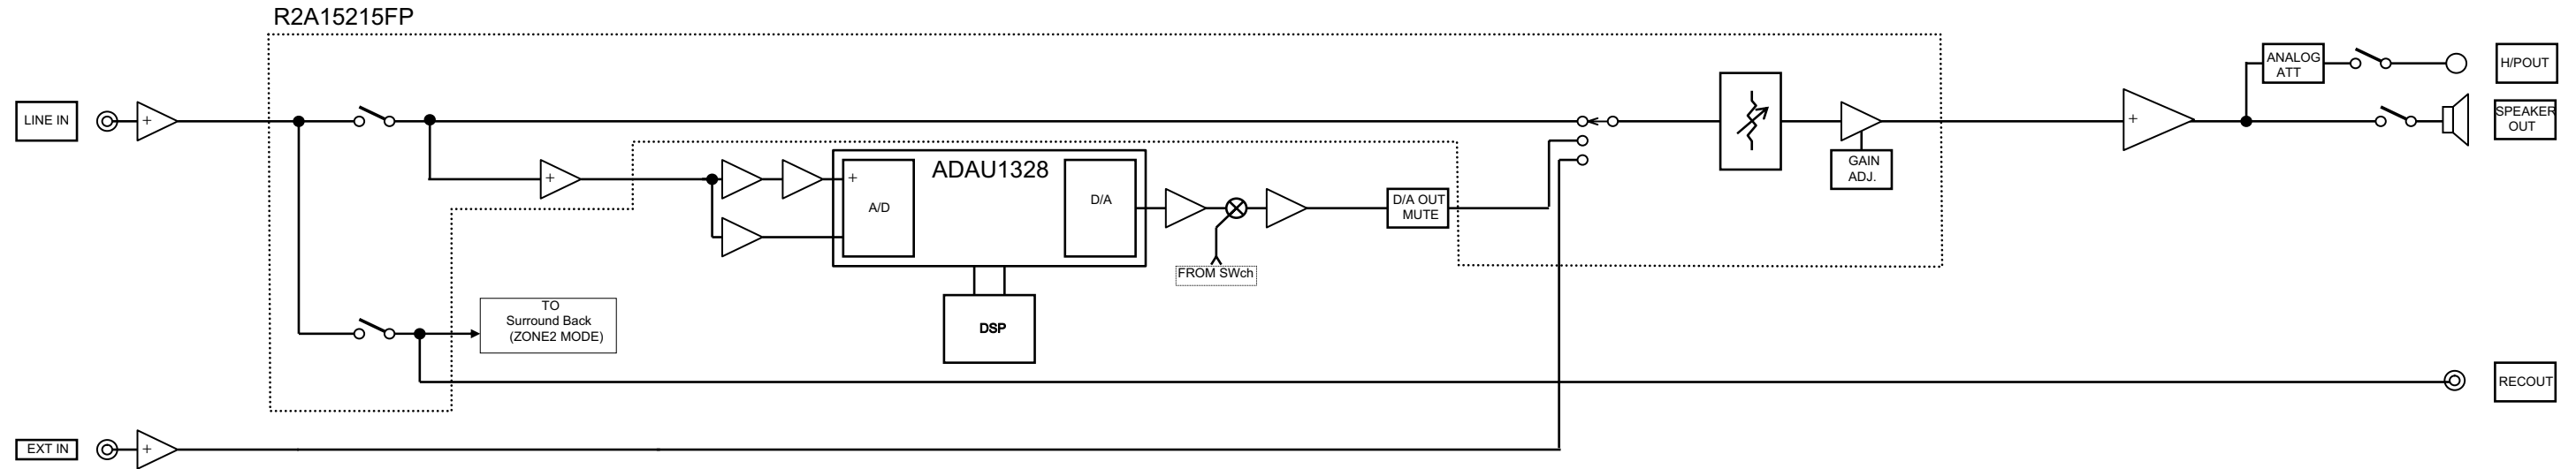 R2A15215FP
ANALOG
ATT
H/POUT
LINE IN
+
+
SPEAKER
OUT
GAIN
ADJ.
+
+
A/D
ADAU1328
D/A
D/A OUT
MUTE
FROM SWch
DSP
TO
Surround Back
(ZONE2 MODE)
RECOUT
EXT IN
+